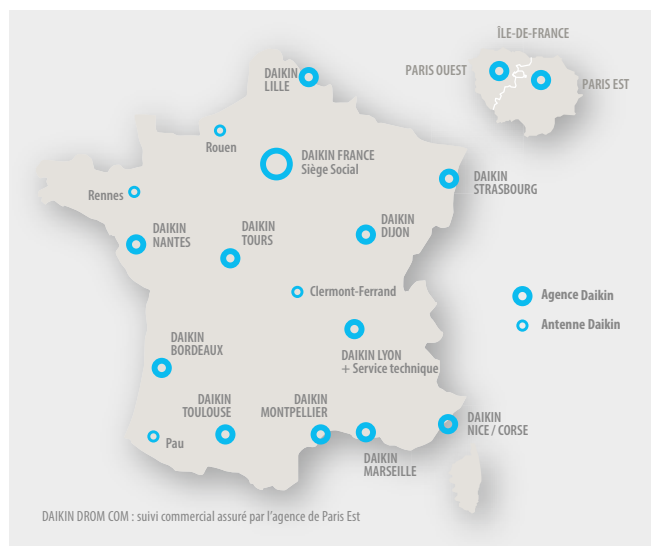 ÎLE-DE-FRANCE
PARIS OUEST
PARIS EST
DAIKIN
LILLE
Rouen
DAIKIN FRANCE
Siège Social
DAIKIN
STRASBOURG
Rennes
DAIKIN
NANTES
DAIKIN
TOURS
DAIKIN
DIJON
Clermont-Ferrand
Agence Daikin
Antenne Daikin
DAIKIN
BORDEAUX
DAIKIN LYON
+ Service technique
DAIKIN
TOULOUSE
DAIKIN
MONTPELLIER
DAIKIN
NICE / CORSE
Pau
DAIKIN
MARSEILLE
DAIKIN DROM COM : suivi commercial assuré par l'agence de Paris Est